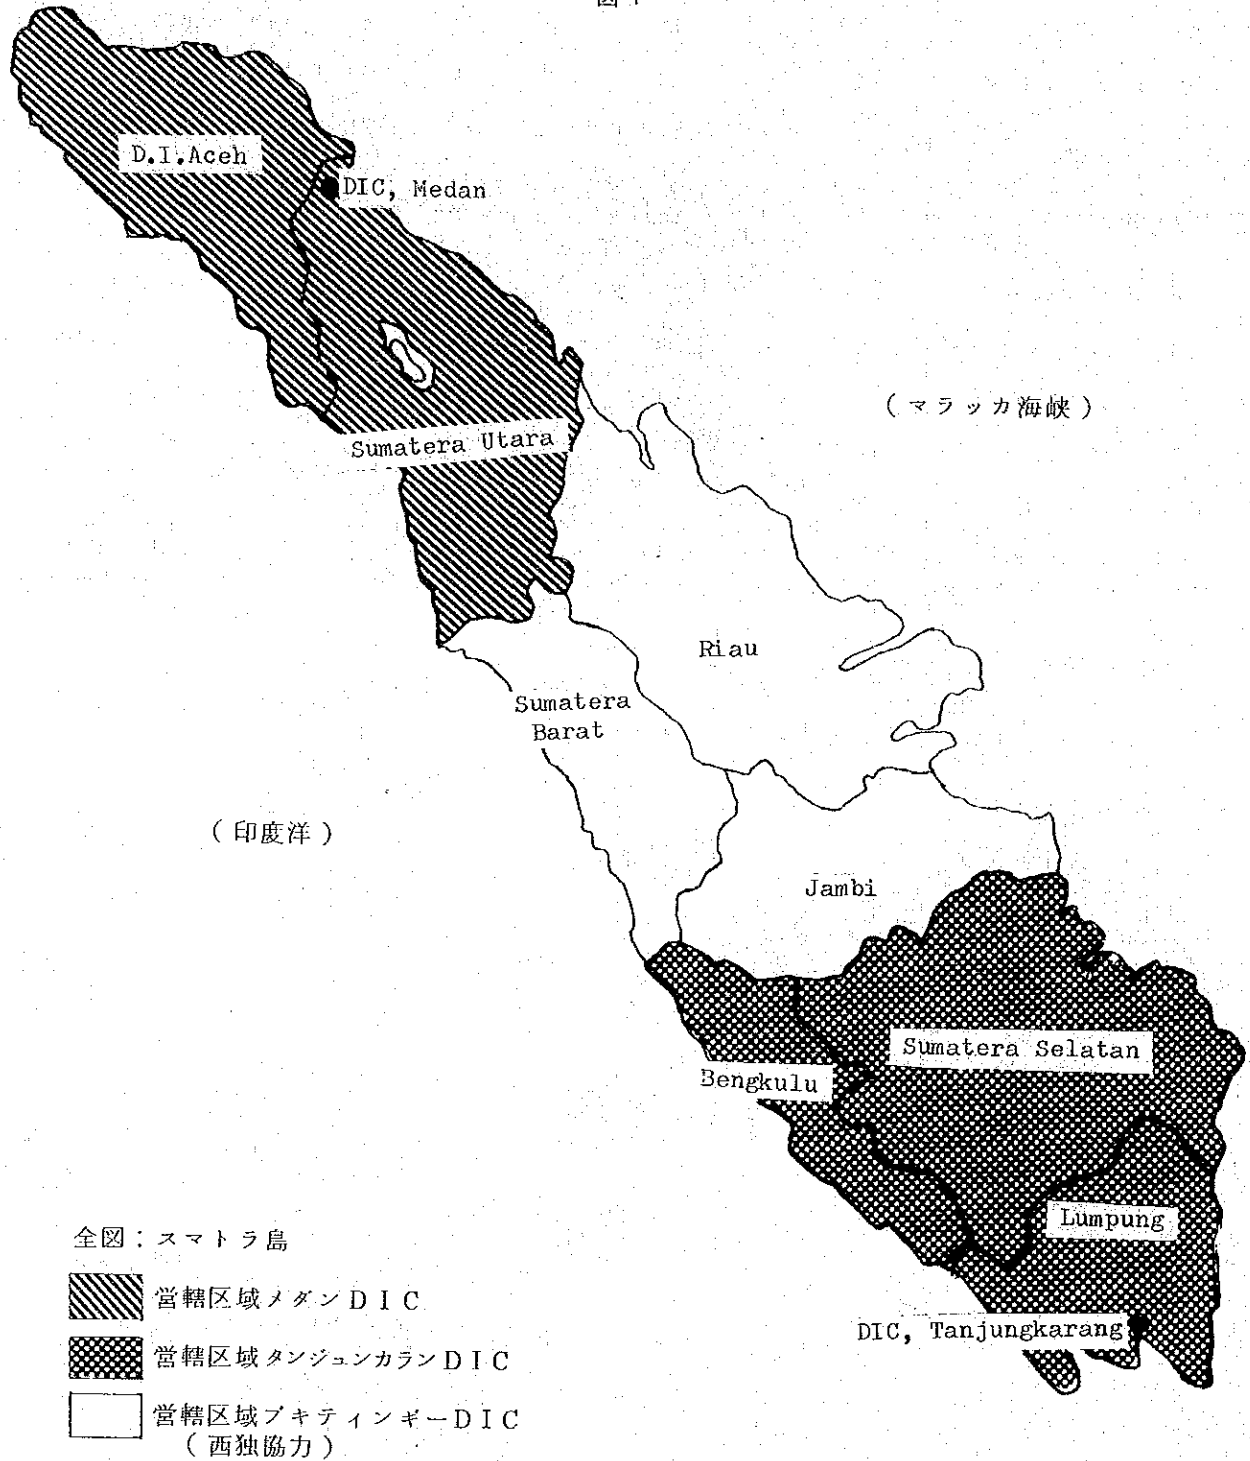 D.I.Aceh
DIC, Medan
(マラッカ海峡)
Sumatera Utara
Riau
Sumatera
Barat
(印度洋)
Jambi
Sumatera Selatan
Bengkulu
Lumpung
全図:スマトラ島
営轄区域メダンDIC
DIC, Tanjungkarang
営轄区域タンジュンカランDIC
営轄区域ブキティンギーDIC
(西独協力)